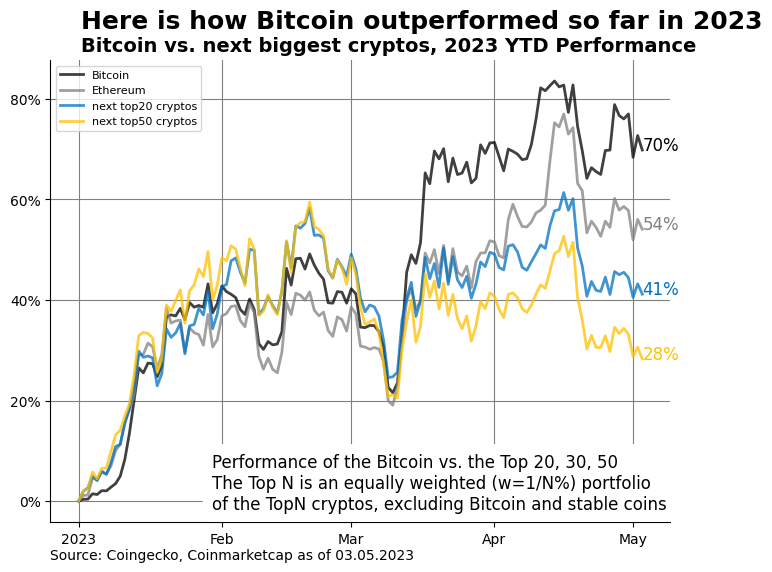 Here is how Bitcoin outperformed so far in 2023
Bitcoin vs. next biggest cryptos, 2023 YTD Performance
Bitcoin
Ethereum
next top20 cryptos
next top50 cryptos
80%
60%
40%
20%
0%
70%
54%
41%
28%
Performance of the Bitcoin vs. the Top 20, 30, 50
The Top N is an equally weighted (w=1/N%) portfolio
of the TopN cryptos, excluding Bitcoin and stable coins
2023 Feb Mar Apr May
Source: Coingecko, Coinmarketcap as of 03.05.2023